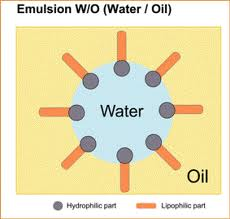 Emulsion W/O (Water / Oil)
Water
Oil
Hydrophilic part Lipophilic part